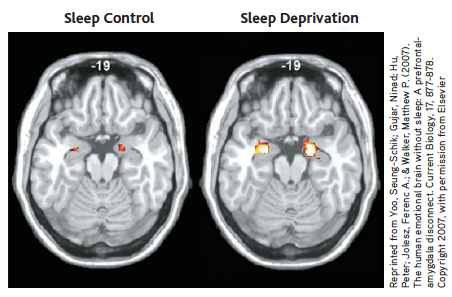 Sleep Control
Sleep Deprivation
-19
-19
Reprinted from Yoo, Seung-Schik; Gujar, Ninad; Hu,
Peter; Jolesz, Ferenc A.; & Walker, Matthew P. (2007).
The human emotional brain without sleep: A prefrontal-
amygdala disconnect. Current Biology, 17, 877-878.
Copyright 2007, with permission from Elsevier